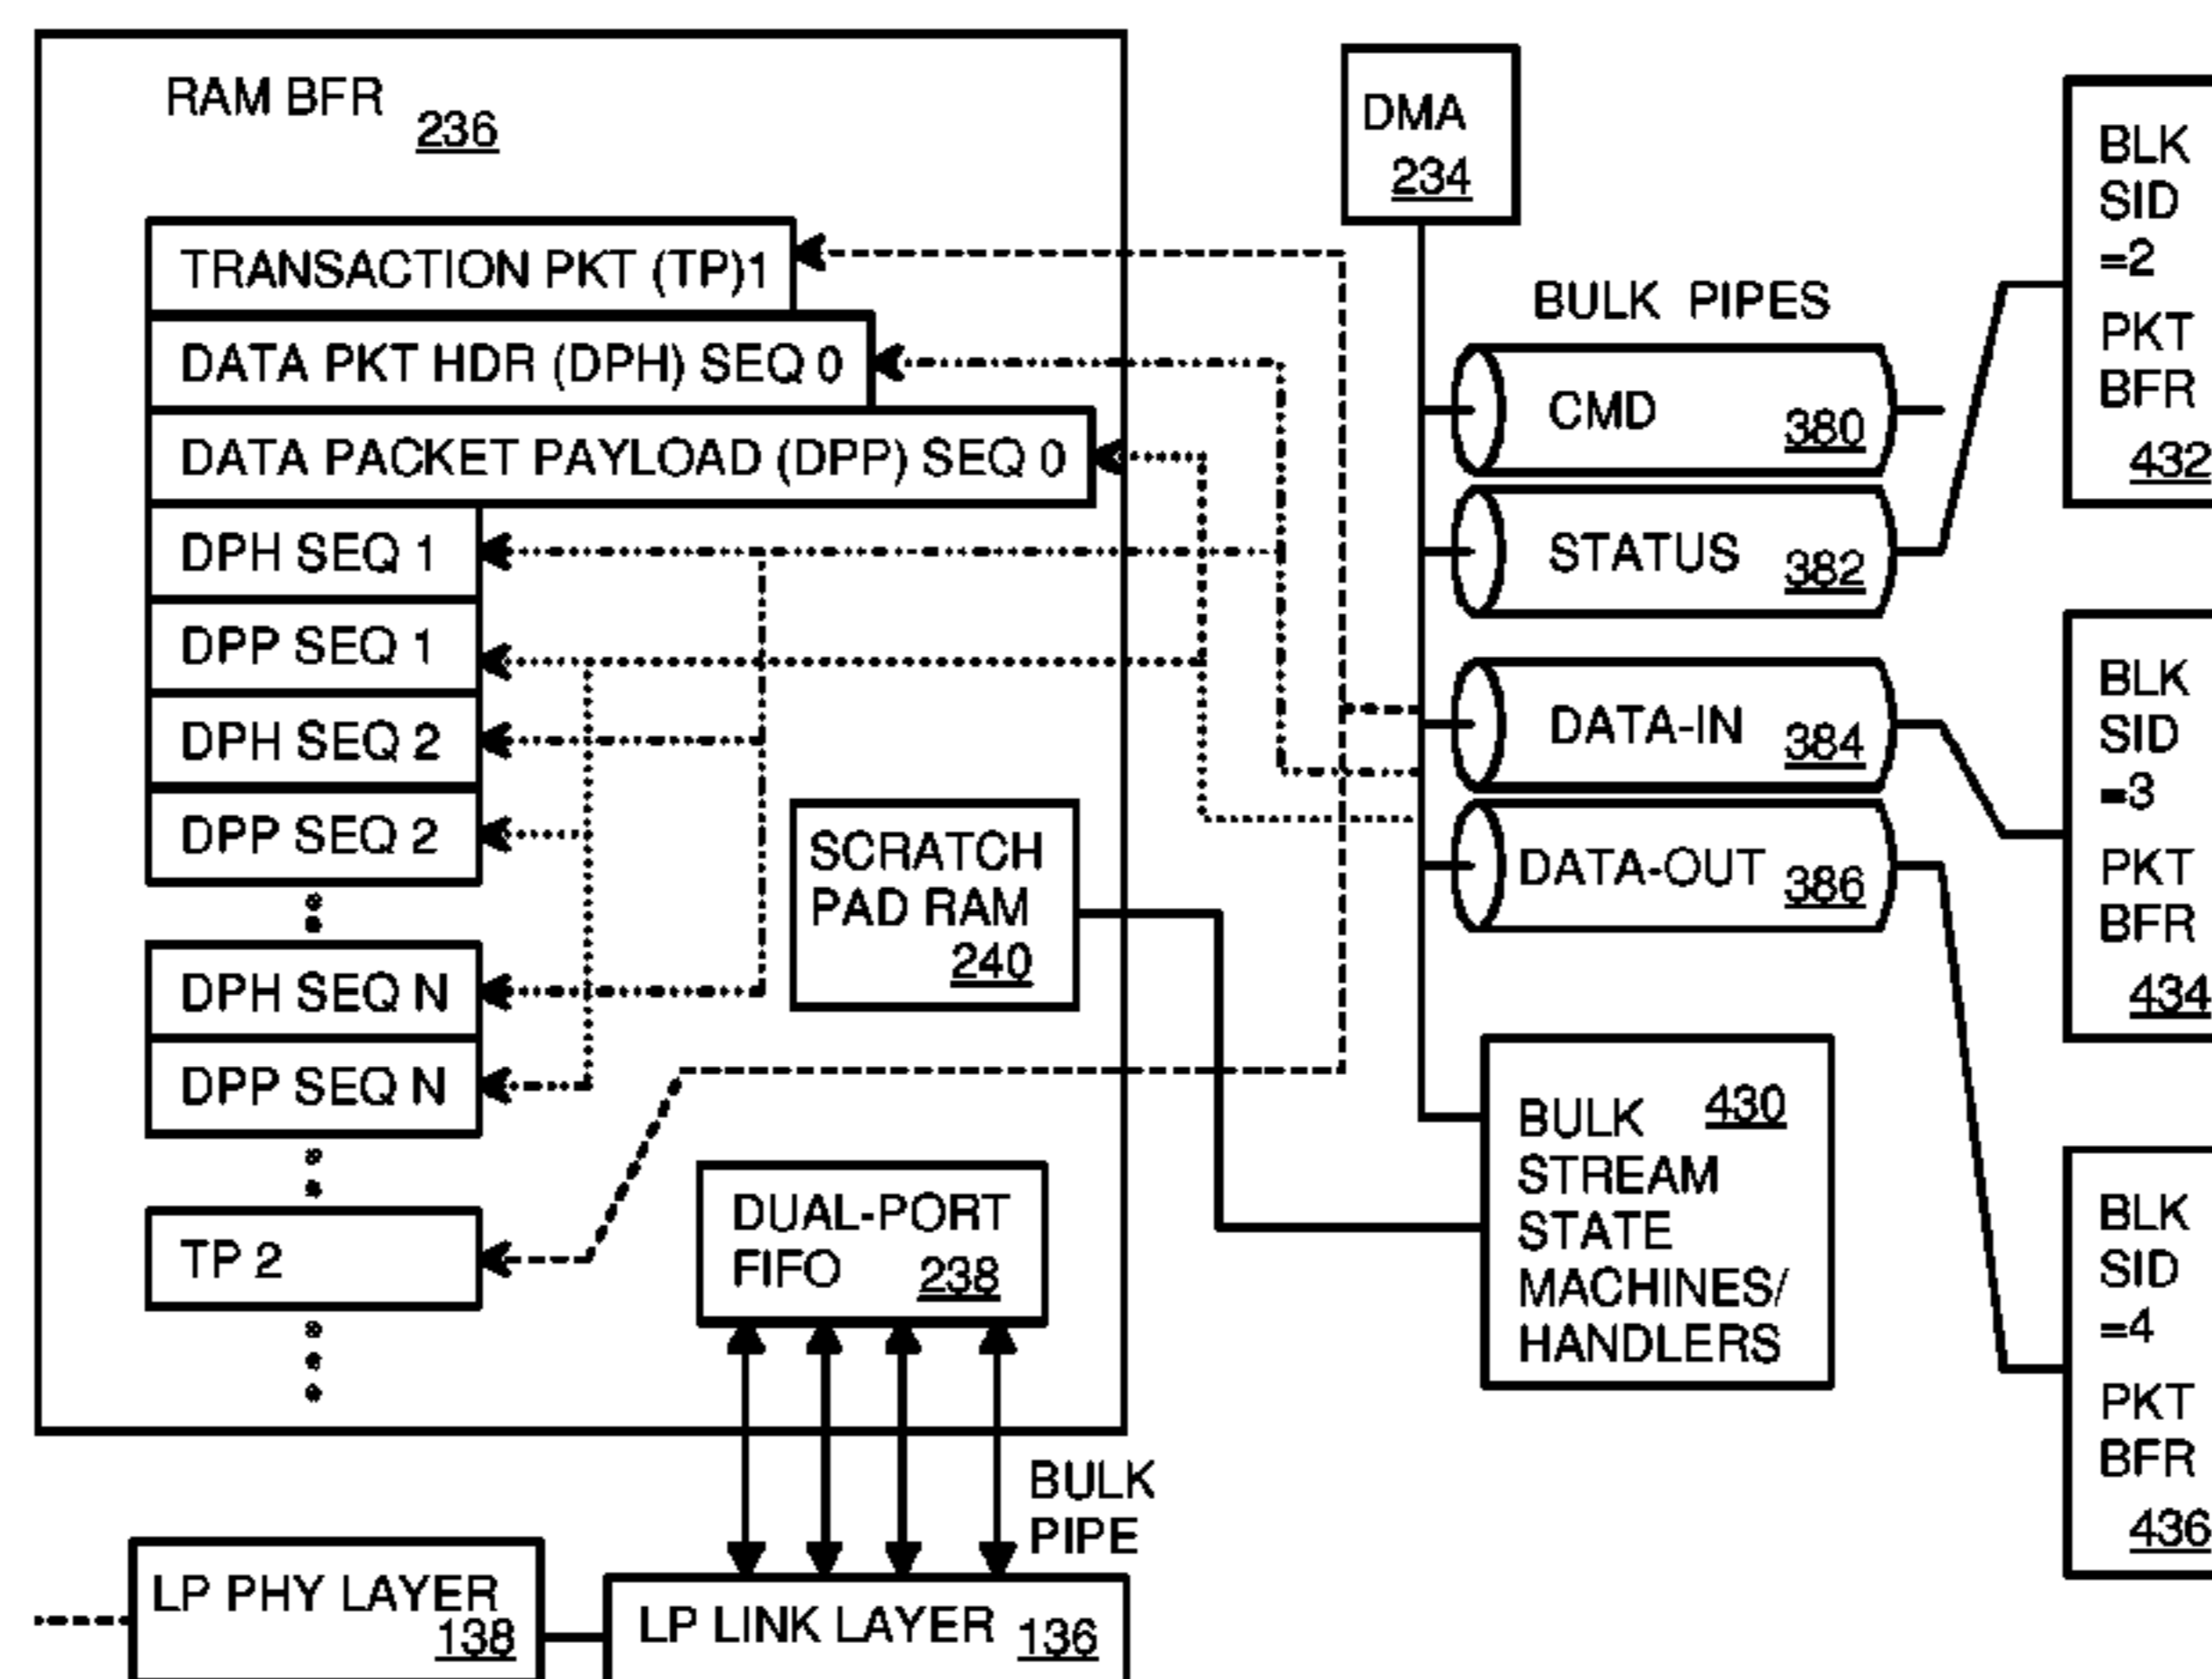 RAM BFR 236
TRANSACTION PKT (TP)1
DATA PKT HDR (DPH) SEQ 0
DATA PACKET PAYLOAD (DPP) SEQ 0
DPH SEQ 1
DPP SEQ 1
DPH SEQ 2
DPP SEQ 2
DPH SEQ N
DPP SEQ N
TP 2
SCRATCH
PAD RAM
240
DUAL-PORT
FIFO 238
BULK
PIPE
LP PHY LAYER
138
LP LINK LAYER 136
DMA
234
BULK PIPES
CMD 380
STATUS 382
DATA-IN 384
DATA-OUT 386
BULK 430
STREAM
STATE
MACHINES/
HANDLERS
BLK
SID
=2
PKT
BFR
432
BLK
SID
=3
PKT
BFR
434
BLK
SID
=4
PKT
BFR
436